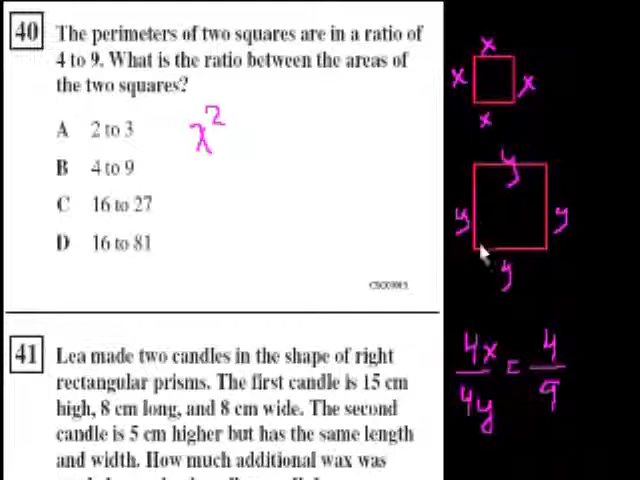 40 The perimeters of two squares are in a ratio of
4 to 9. What is the ratio between the areas of
the two squares?
A 2 to 3
B 4 to 9
C 16 to 27
D 16 to 81
x²
x
x
x
x
y
y
y
y
4x/4y = 4/9
41 Lea made two candles in the shape of right
rectangular prisms. The first candle is 15 cm
high, 8 cm long, and 8 cm wide. The second
candle is 5 cm higher but has the same length
and width. How much additional wax was